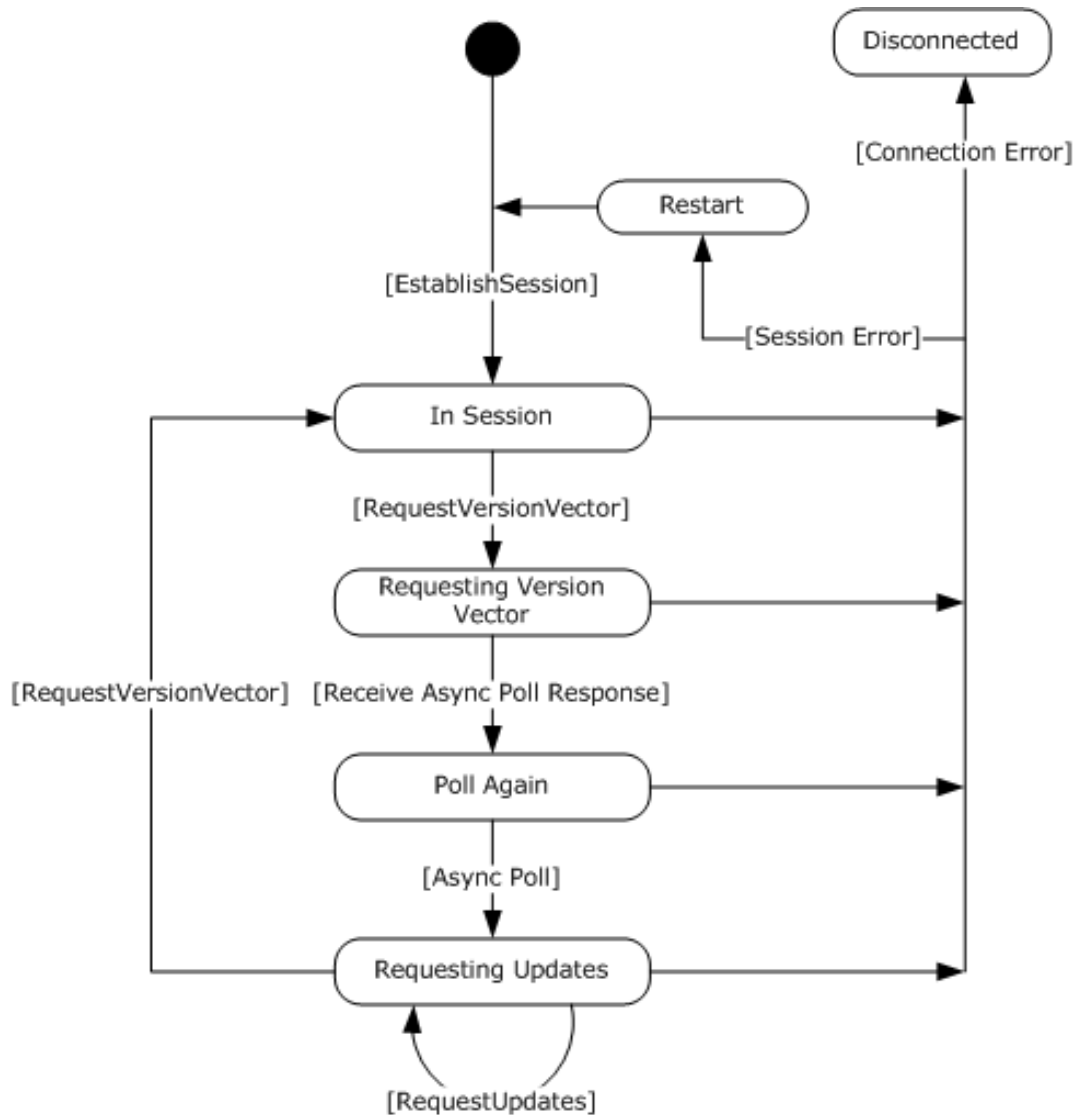 Disconnected
[Connection Error]
Restart
[EstablishSession]
[Session Error]
In Session
[RequestVersionVector]
Requesting Version
Vector
[RequestVersionVector]
[Receive Async Poll Response]
Poll Again
[Async Poll]
Requesting Updates
[RequestUpdates]